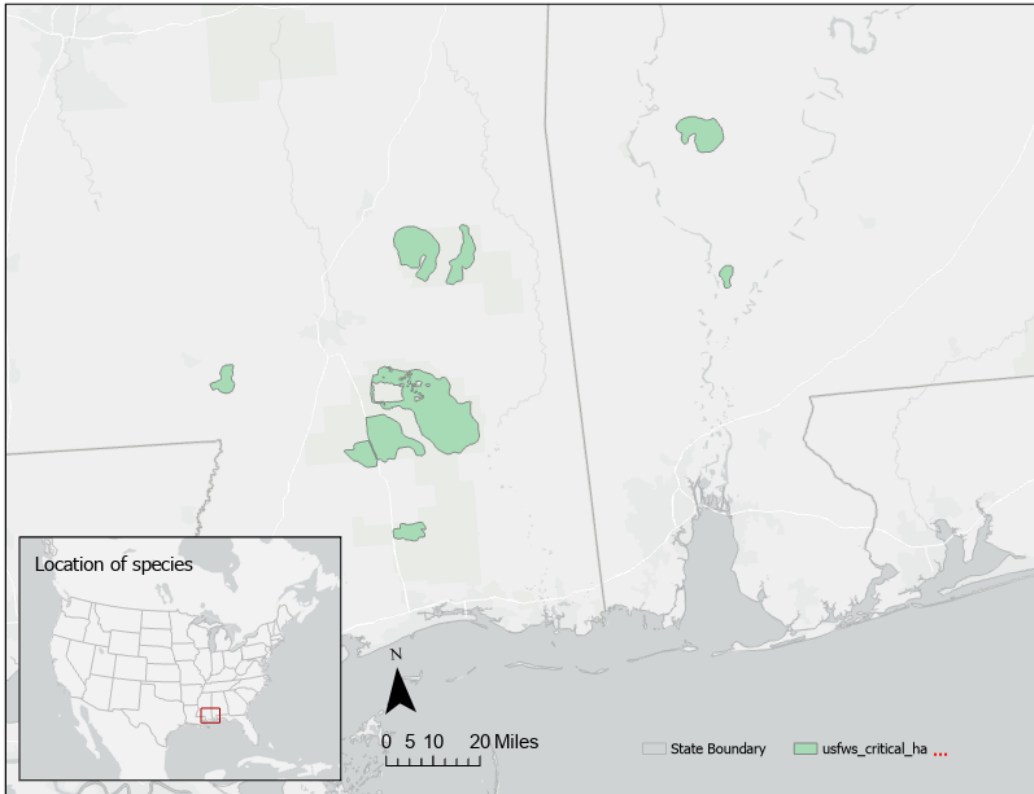 Location of species
N
0 5 10 20 Miles
State Boundary
usfws_critical_ha ...